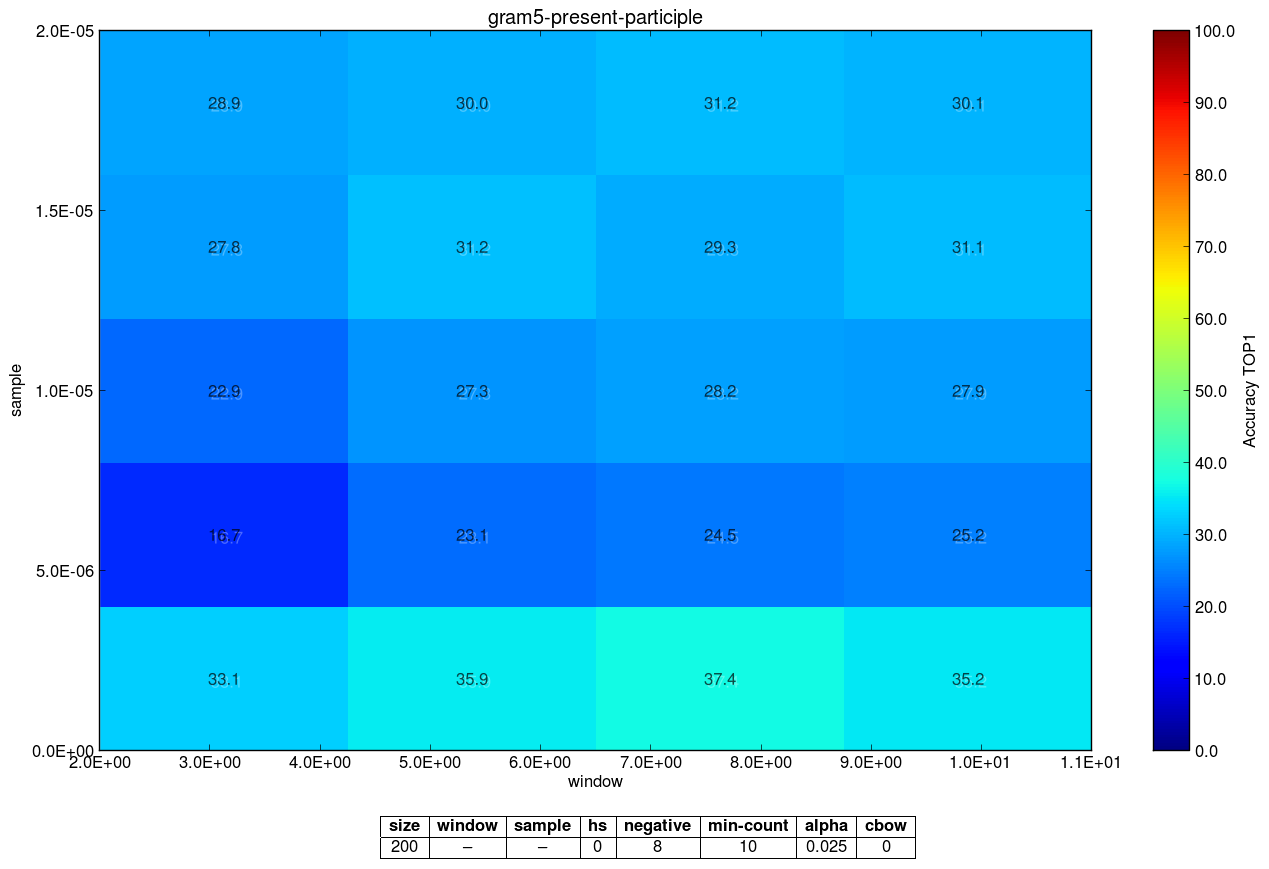 gram5-present-participle
2.0E-05
100.0
28.9 30.0 31.2 30.1
90.0
80.0
1.5E-05
70.0
27.8 31.2 29.3 31.1
60.0
sample
1.0E-05
50.0
Accuracy TOP1
22.9 27.3 28.2 27.9
40.0
30.0
16.7 23.1 24.5 25.2
5.0E-06
20.0
10.0
33.1 35.9 37.4 35.2
0.0E+00
0.0
2.0E+00 3.0E+00 4.0E+00 5.0E+00 6.0E+00 7.0E+00 8.0E+00 9.0E+00 1.0E+01 1.1E+01
window
size window sample hs negative min-count alpha cbow
200 – – 0 8 10 0.025 0